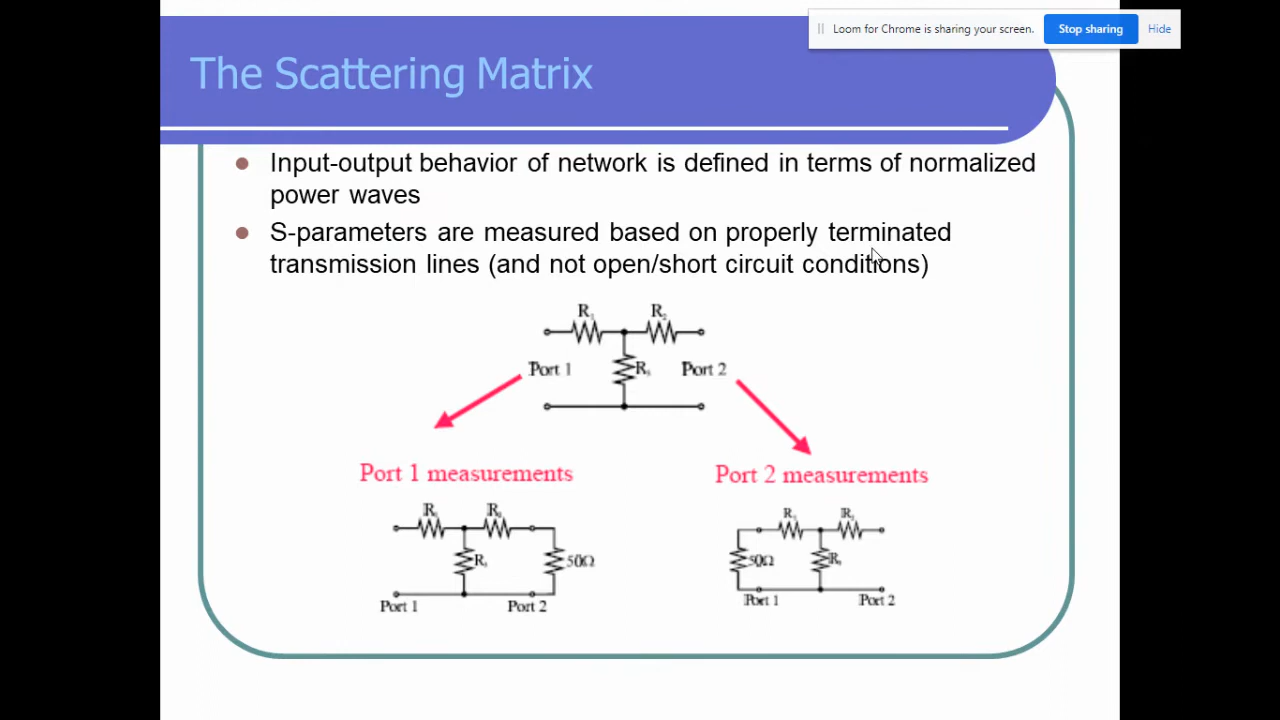 Loom for Chrome is sharing your screen. Stop sharing Hide
The Scattering Matrix
Input-output behavior of network is defined in terms of normalized
power waves
S-parameters are measured based on properly terminated
transmission lines (and not open/short circuit conditions)
R R
Port 1 R Port 2
Port 1 measurements Port 2 measurements
R R R R
R 50Ω 50Ω R
Port 1 Port 2 Port 1 Port 2